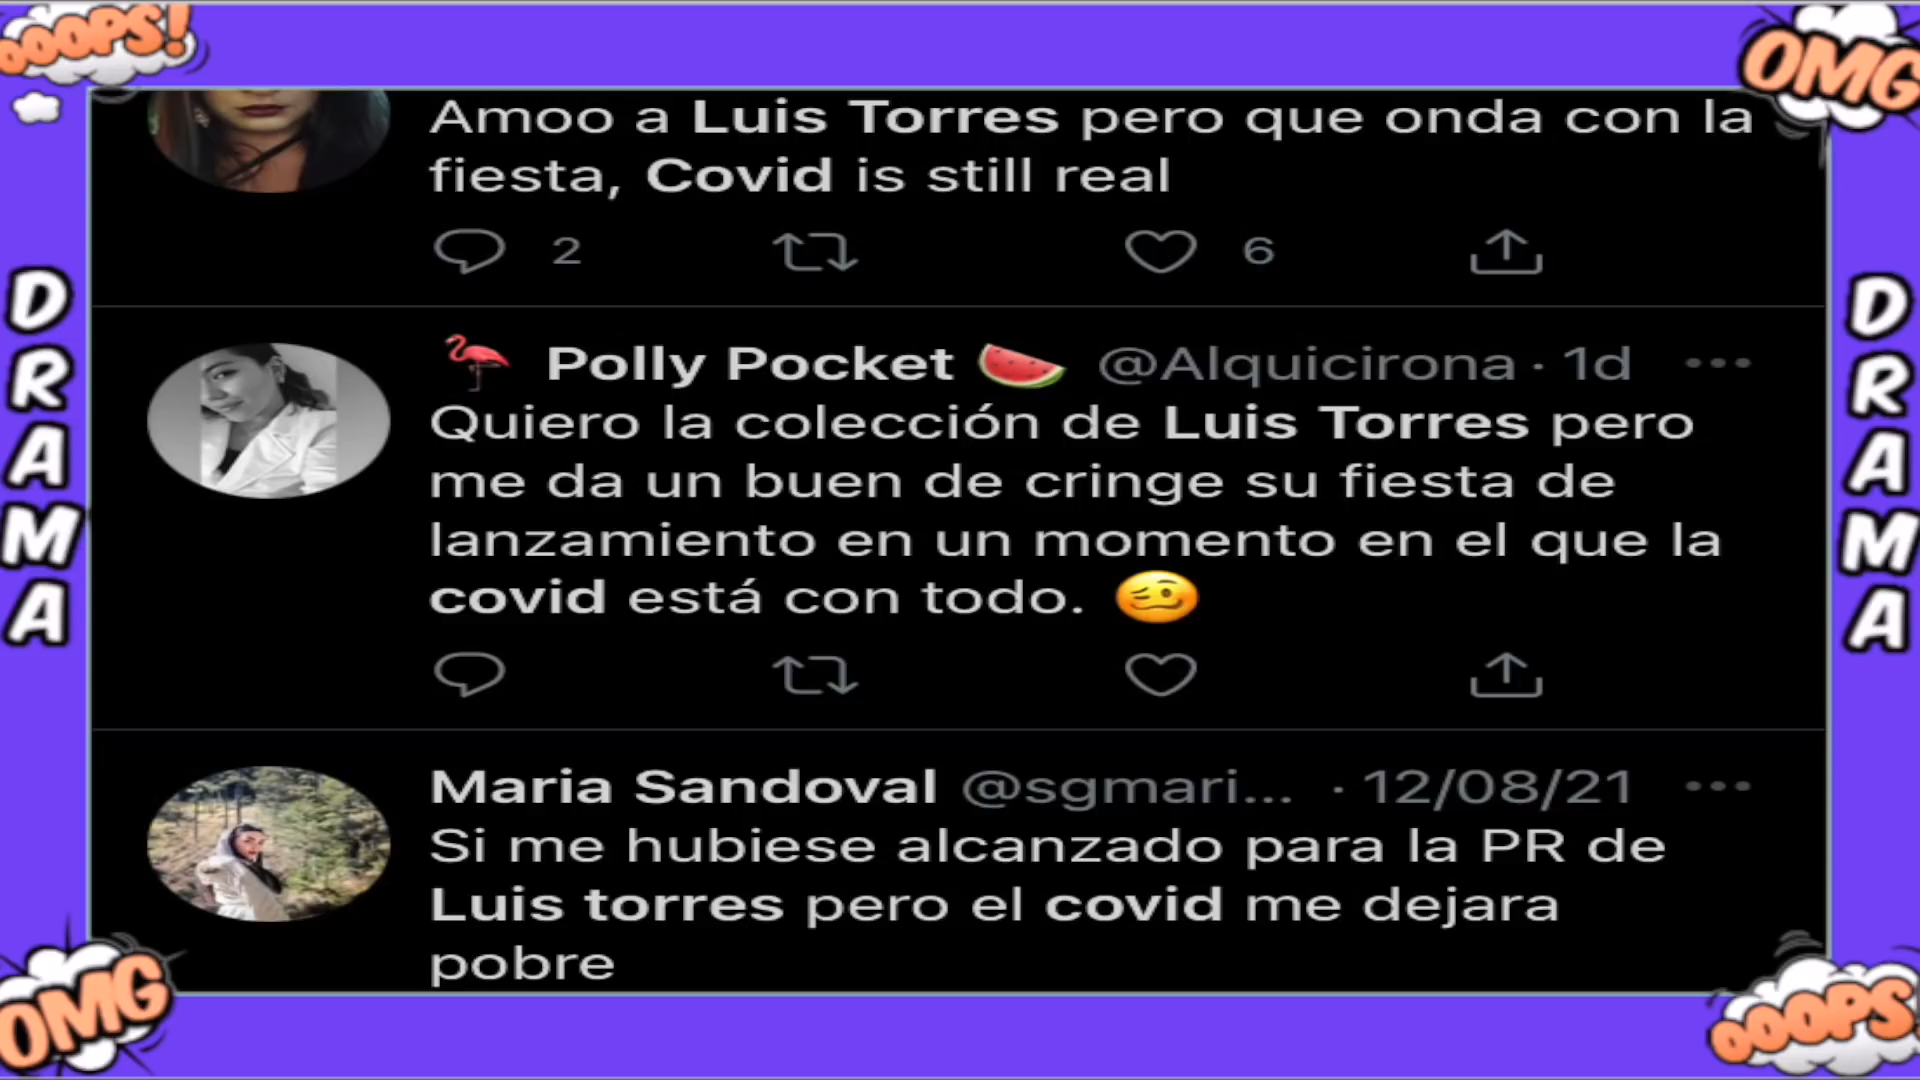 OOOPS!
OMG
Amoo a Luis Torres pero que onda con la
fiesta, Covid is still real
2 6
Polly Pocket @Alquicirona · 1d
Quiero la colección de Luis Torres pero
me da un buen de cringe su fiesta de
lanzamiento en un momento en el que la
covid está con todo.
Maria Sandoval @sgmari... · 12/08/21
Si me hubiese alcanzado para la PR de
Luis torres pero el covid me dejara
pobre
DRAMA
DRAMA
OMG
OOOPS